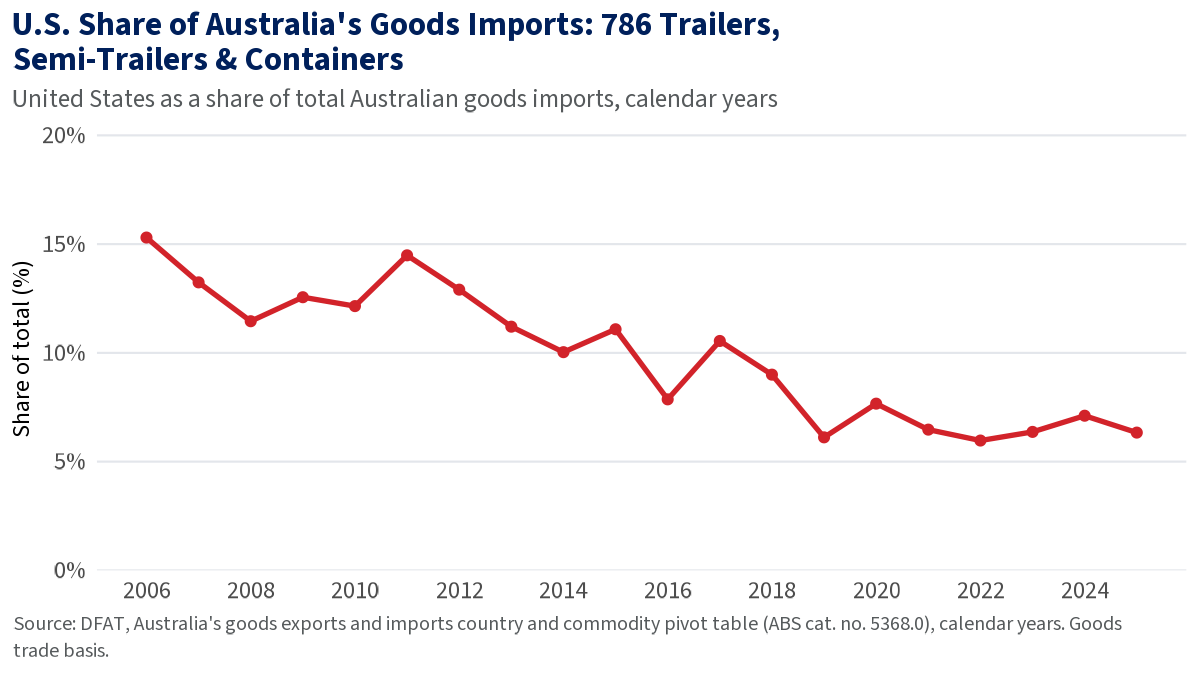 U.S. Share of Australia's Goods Imports: 786 Trailers,
Semi-Trailers & Containers
United States as a share of total Australian goods imports, calendar years
20%
15%
10%
5%
0%
Share of total (%)
2006 2008 2010 2012 2014 2016 2018 2020 2022 2024
Source: DFAT, Australia's goods exports and imports country and commodity pivot table (ABS cat. no. 5368.0), calendar years. Goods
trade basis.